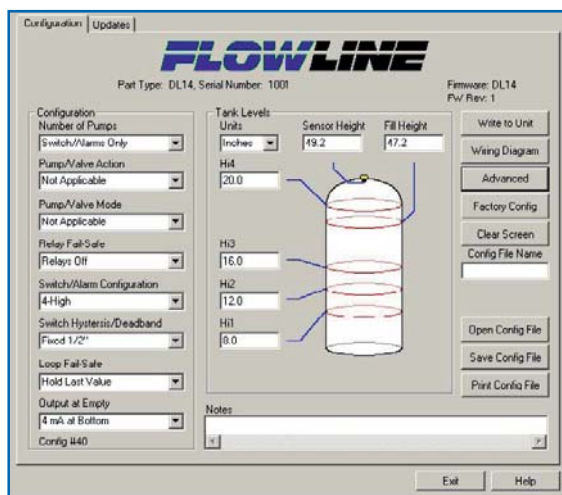 Configuration Updates
FLOWLINE
Part Type: DL14, Serial Number: 1001
Firmware: DL14
FW Rev: 1
Configuration
Number of Pumps
Switch/Alarms Only
Pump/Valve Action
Not Applicable
Pump/Valve Mode
Not Applicable
Relay Fail-Safe
Relays Off
Switch/Alarm Configuration
4-High
Switch Hystersis/Deadband
Fixed 1/2"
Loop Fail-Safe
Hold Last Value
Output at Empty
4 mA at Bottom
Config #40
Tank Levels
Units Sensor Height Fill Height
Inches 49.2 47.2
Hi4
20.0
Hi3
16.0
Hi2
12.0
Hi1
8.0
Notes
Write to Unit
Wiring Diagram
Advanced
Factory Config
Clear Screen
Config File Name
Open Config File
Save Config File
Print Config File
Exit Help